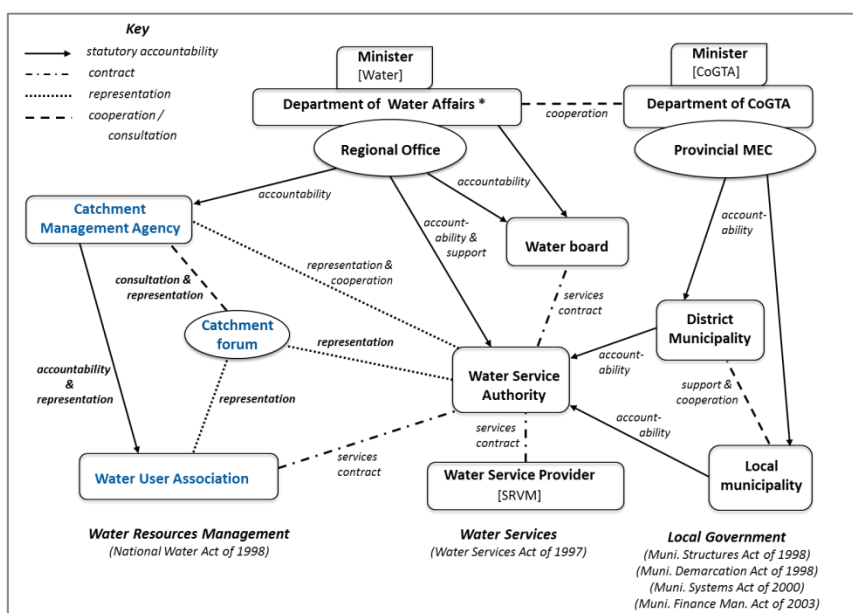 Key
statutory accountability
contract
representation
cooperation /
consultation
Minister
[Water]
Department of Water Affairs *
Regional Office
cooperation
Minister
[CoGTA]
Department of CoGTA
Provincial MEC
accountability
accountability
account-
ability
Catchment
Management Agency
account-
ability &
support
Water board
representation &
cooperation
consultation &
representation
services
contract
Catchment
forum
representation
District
Municipality
account-
ability
Water Service
Authority
accountability
&
representation
representation
support &
cooperation
account-
ability
services
contract
services
contract
Water User Association
Water Service Provider
[SRVM]
Local
municipality
Water Resources Management
(National Water Act of 1998)
Water Services
(Water Services Act of 1997)
Local Government
(Muni. Structures Act of 1998)
(Muni. Demarcation Act of 1998)
(Muni. Systems Act of 2000)
(Muni. Finance Man. Act of 2003)